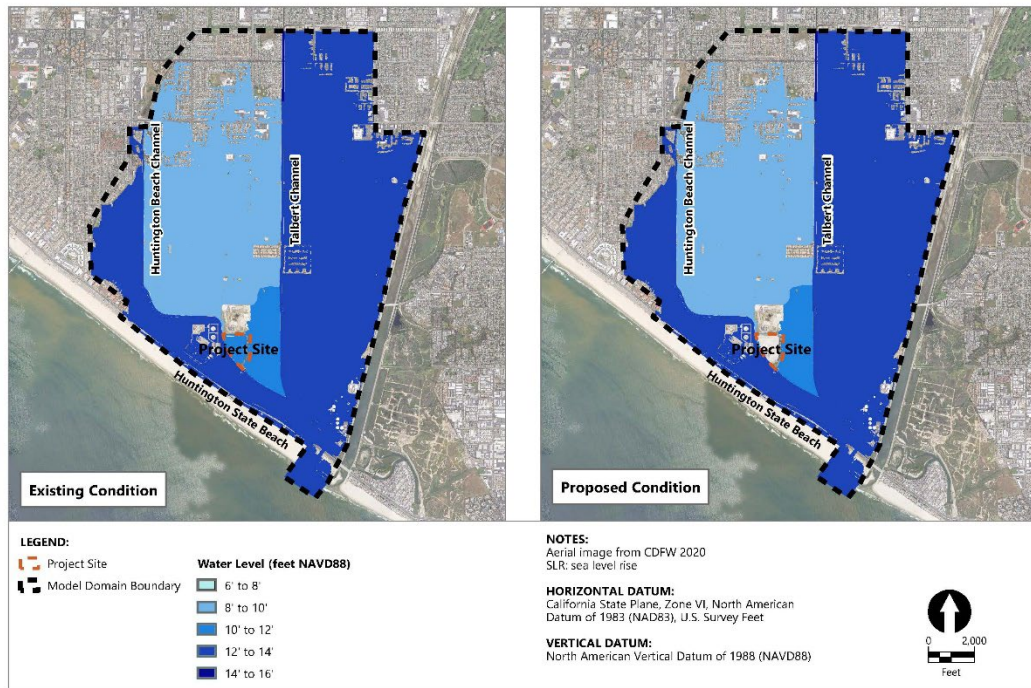 Huntington Beach Channel
Talbert Channel
Project Site
Huntington State Beach
Existing Condition
Huntington Beach Channel
Talbert Channel
Project Site
Huntington State Beach
Proposed Condition
LEGEND:
Project Site
Model Domain Boundary
Water Level (feet NAVD88)
6' to 8'
8' to 10'
10' to 12'
12' to 14'
14' to 16'
NOTES:
Aerial image from CDFW 2020
SLR: sea level rise
HORIZONTAL DATUM:
California State Plane, Zone VI, North American
Datum of 1983 (NAD83), U.S. Survey Feet
VERTICAL DATUM:
North American Vertical Datum of 1988 (NAVD88)
0 2,000
Feet